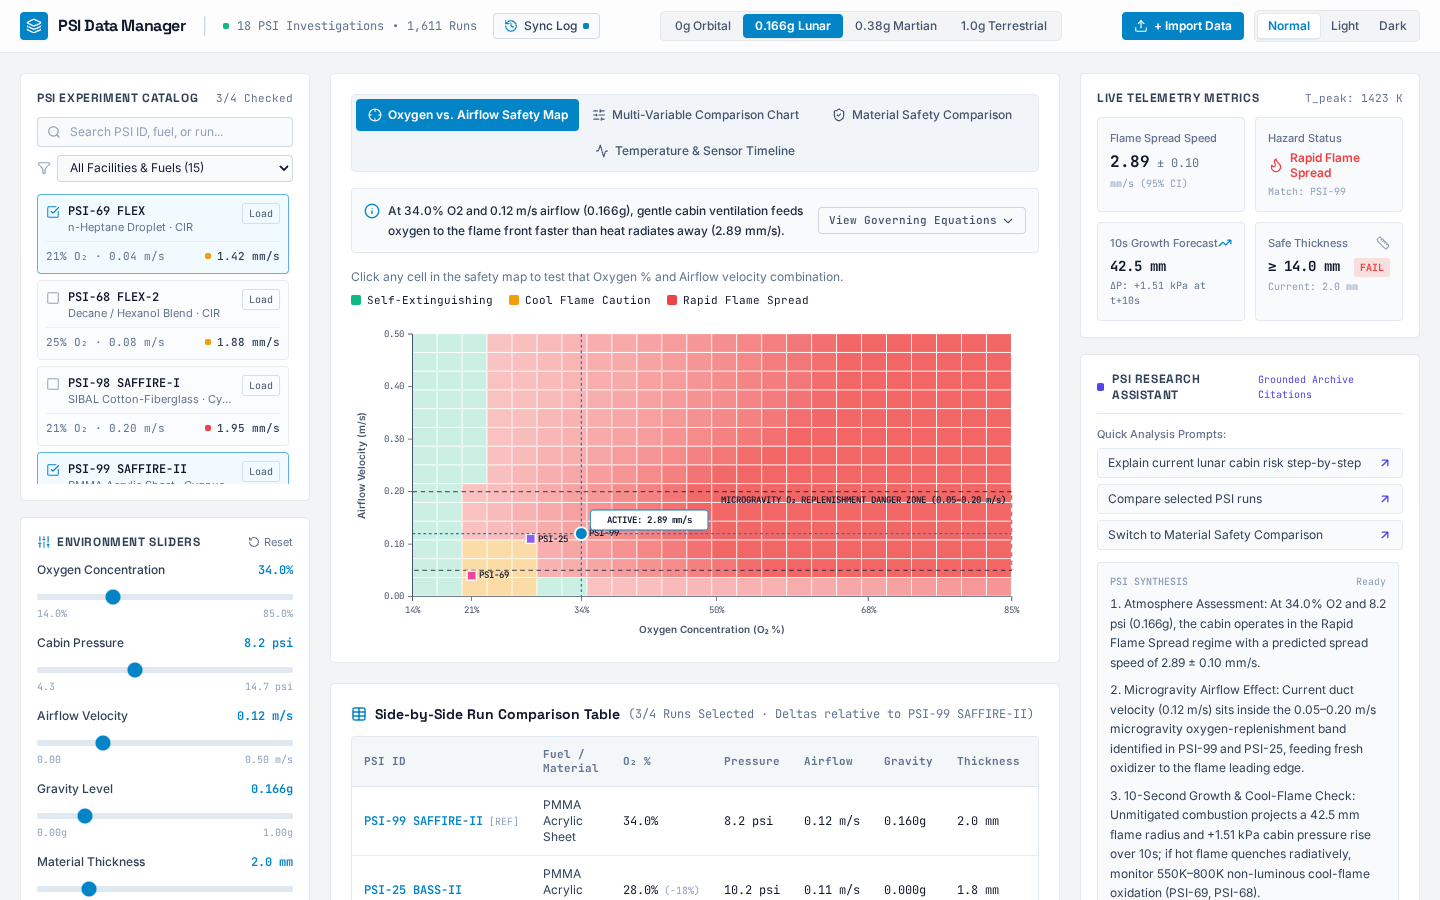 PSI Data Manager
18 PSI Investigations • 1,611 Runs
Sync Log
0g Orbital
0.166g Lunar
0.38g Martian
1.0g Terrestrial
+ Import Data
Normal
Light
Dark
PSI EXPERIMENT CATALOG
3/4 Checked
Search PSI ID, fuel, or run...
All Facilities & Fuels (15)
PSI-69 FLEX
Load
n-Heptane Droplet · CIR
21% O₂ · 0.04 m/s
1.42 mm/s
PSI-68 FLEX-2
Load
Decane / Hexanol Blend · CIR
25% O₂ · 0.08 m/s
1.88 mm/s
PSI-98 SAFFIRE-I
Load
SIBAL Cotton-Fiberglass · Cy...
21% O₂ · 0.20 m/s
1.95 mm/s
PSI-99 SAFFIRE-II
Load
PMMA Acrylic Sheet · Cygnus
ENVIRONMENT SLIDERS
Reset
Oxygen Concentration
34.0%
14.0%
85.0%
Cabin Pressure
8.2 psi
4.3
14.7 psi
Airflow Velocity
0.12 m/s
0.00
0.50 m/s
Gravity Level
0.166g
0.00g
1.00g
Material Thickness
2.0 mm
Oxygen vs. Airflow Safety Map
Multi-Variable Comparison Chart
Material Safety Comparison
Temperature & Sensor Timeline
At 34.0% O2 and 0.12 m/s airflow (0.166g), gentle cabin ventilation feeds
oxygen to the flame front faster than heat radiates away (2.89 mm/s).
View Governing Equations
Click any cell in the safety map to test that Oxygen % and Airflow velocity combination.
Self-Extinguishing
Cool Flame Caution
Rapid Flame Spread
0.50
0.40
0.30
0.20
0.10
0.00
Airflow Velocity (m/s)
MICROGRAVITY O₂ REPLENISHMENT DANGER ZONE (0.05–0.20 m/s)
ACTIVE: 2.89 mm/s
PSI-99
PSI-25
PSI-69
14%
21%
34%
50%
68%
85%
Oxygen Concentration (O₂ %)
Side-by-Side Run Comparison Table
(3/4 Runs Selected · Deltas relative to PSI-99 SAFFIRE-II)
PSI ID
Fuel /
Material
O₂ %
Pressure
Airflow
Gravity
Thickness
PSI-99 SAFFIRE-II [REF]
PMMA
Acrylic
Sheet
34.0%
8.2 psi
0.12 m/s
0.160g
2.0 mm
PSI-25 BASS-II
PMMA
Acrylic
28.0% (-18%)
10.2 psi
0.11 m/s
0.000g
1.8 mm
LIVE TELEMETRY METRICS
T_peak: 1423 K
Flame Spread Speed
2.89 ± 0.10
mm/s (95% CI)
Hazard Status
Rapid Flame
Spread
Match: PSI-99
10s Growth Forecast
42.5 mm
ΔP: +1.51 kPa at
t+10s
Safe Thickness
≥ 14.0 mm
FAIL
Current: 2.0 mm
PSI RESEARCH
ASSISTANT
Grounded Archive
Citations
Quick Analysis Prompts:
Explain current lunar cabin risk step-by-step
Compare selected PSI runs
Switch to Material Safety Comparison
PSI SYNTHESIS
Ready
1. Atmosphere Assessment: At 34.0% O2 and 8.2
psi (0.166g), the cabin operates in the Rapid
Flame Spread regime with a predicted spread
speed of 2.89 ± 0.10 mm/s.
2. Microgravity Airflow Effect: Current duct
velocity (0.12 m/s) sits inside the 0.05–0.20 m/s
microgravity oxygen-replenishment band
identified in PSI-99 and PSI-25, feeding fresh
oxidizer to the flame leading edge.
3. 10-Second Growth & Cool-Flame Check:
Unmitigated combustion projects a 42.5 mm
flame radius and +1.51 kPa cabin pressure rise
over 10s; if hot flame quenches radiatively,
monitor 550K–800K non-luminous cool-flame
oxidation (PSI-69, PSI-68).